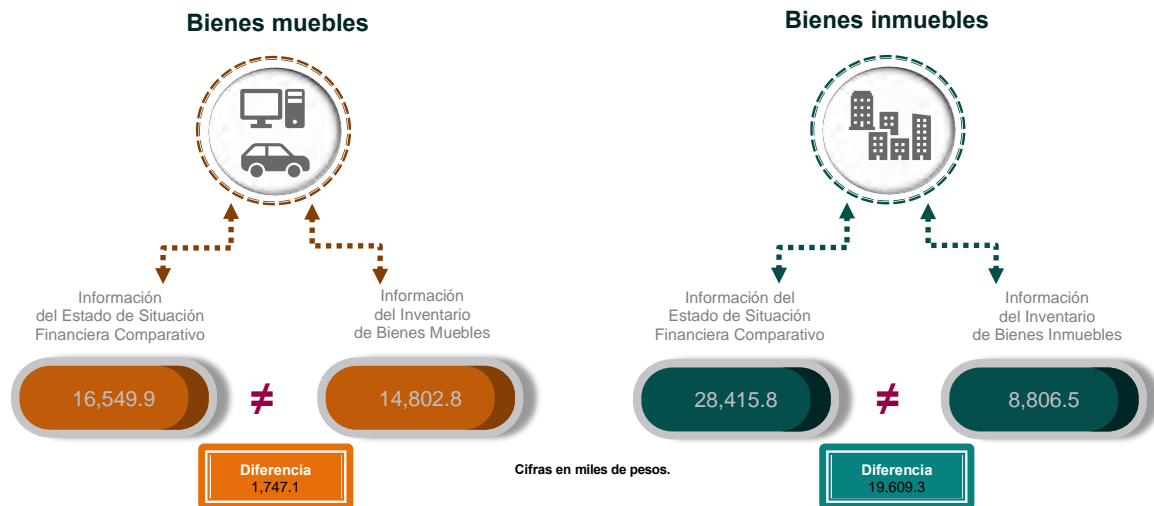 Bienes muebles
Información
del Estado de Situación
Financiera Comparativo
Información
del Inventario
de Bienes Muebles
16,549.9
≠
14,802.8
Diferencia
1,747.1
Bienes inmuebles
Información del
Estado de Situación
Financiera Comparativo
Información
del Inventario
de Bienes Inmuebles
28,415.8
≠
8,806.5
Diferencia
19,609.3
Cifras en miles de pesos.